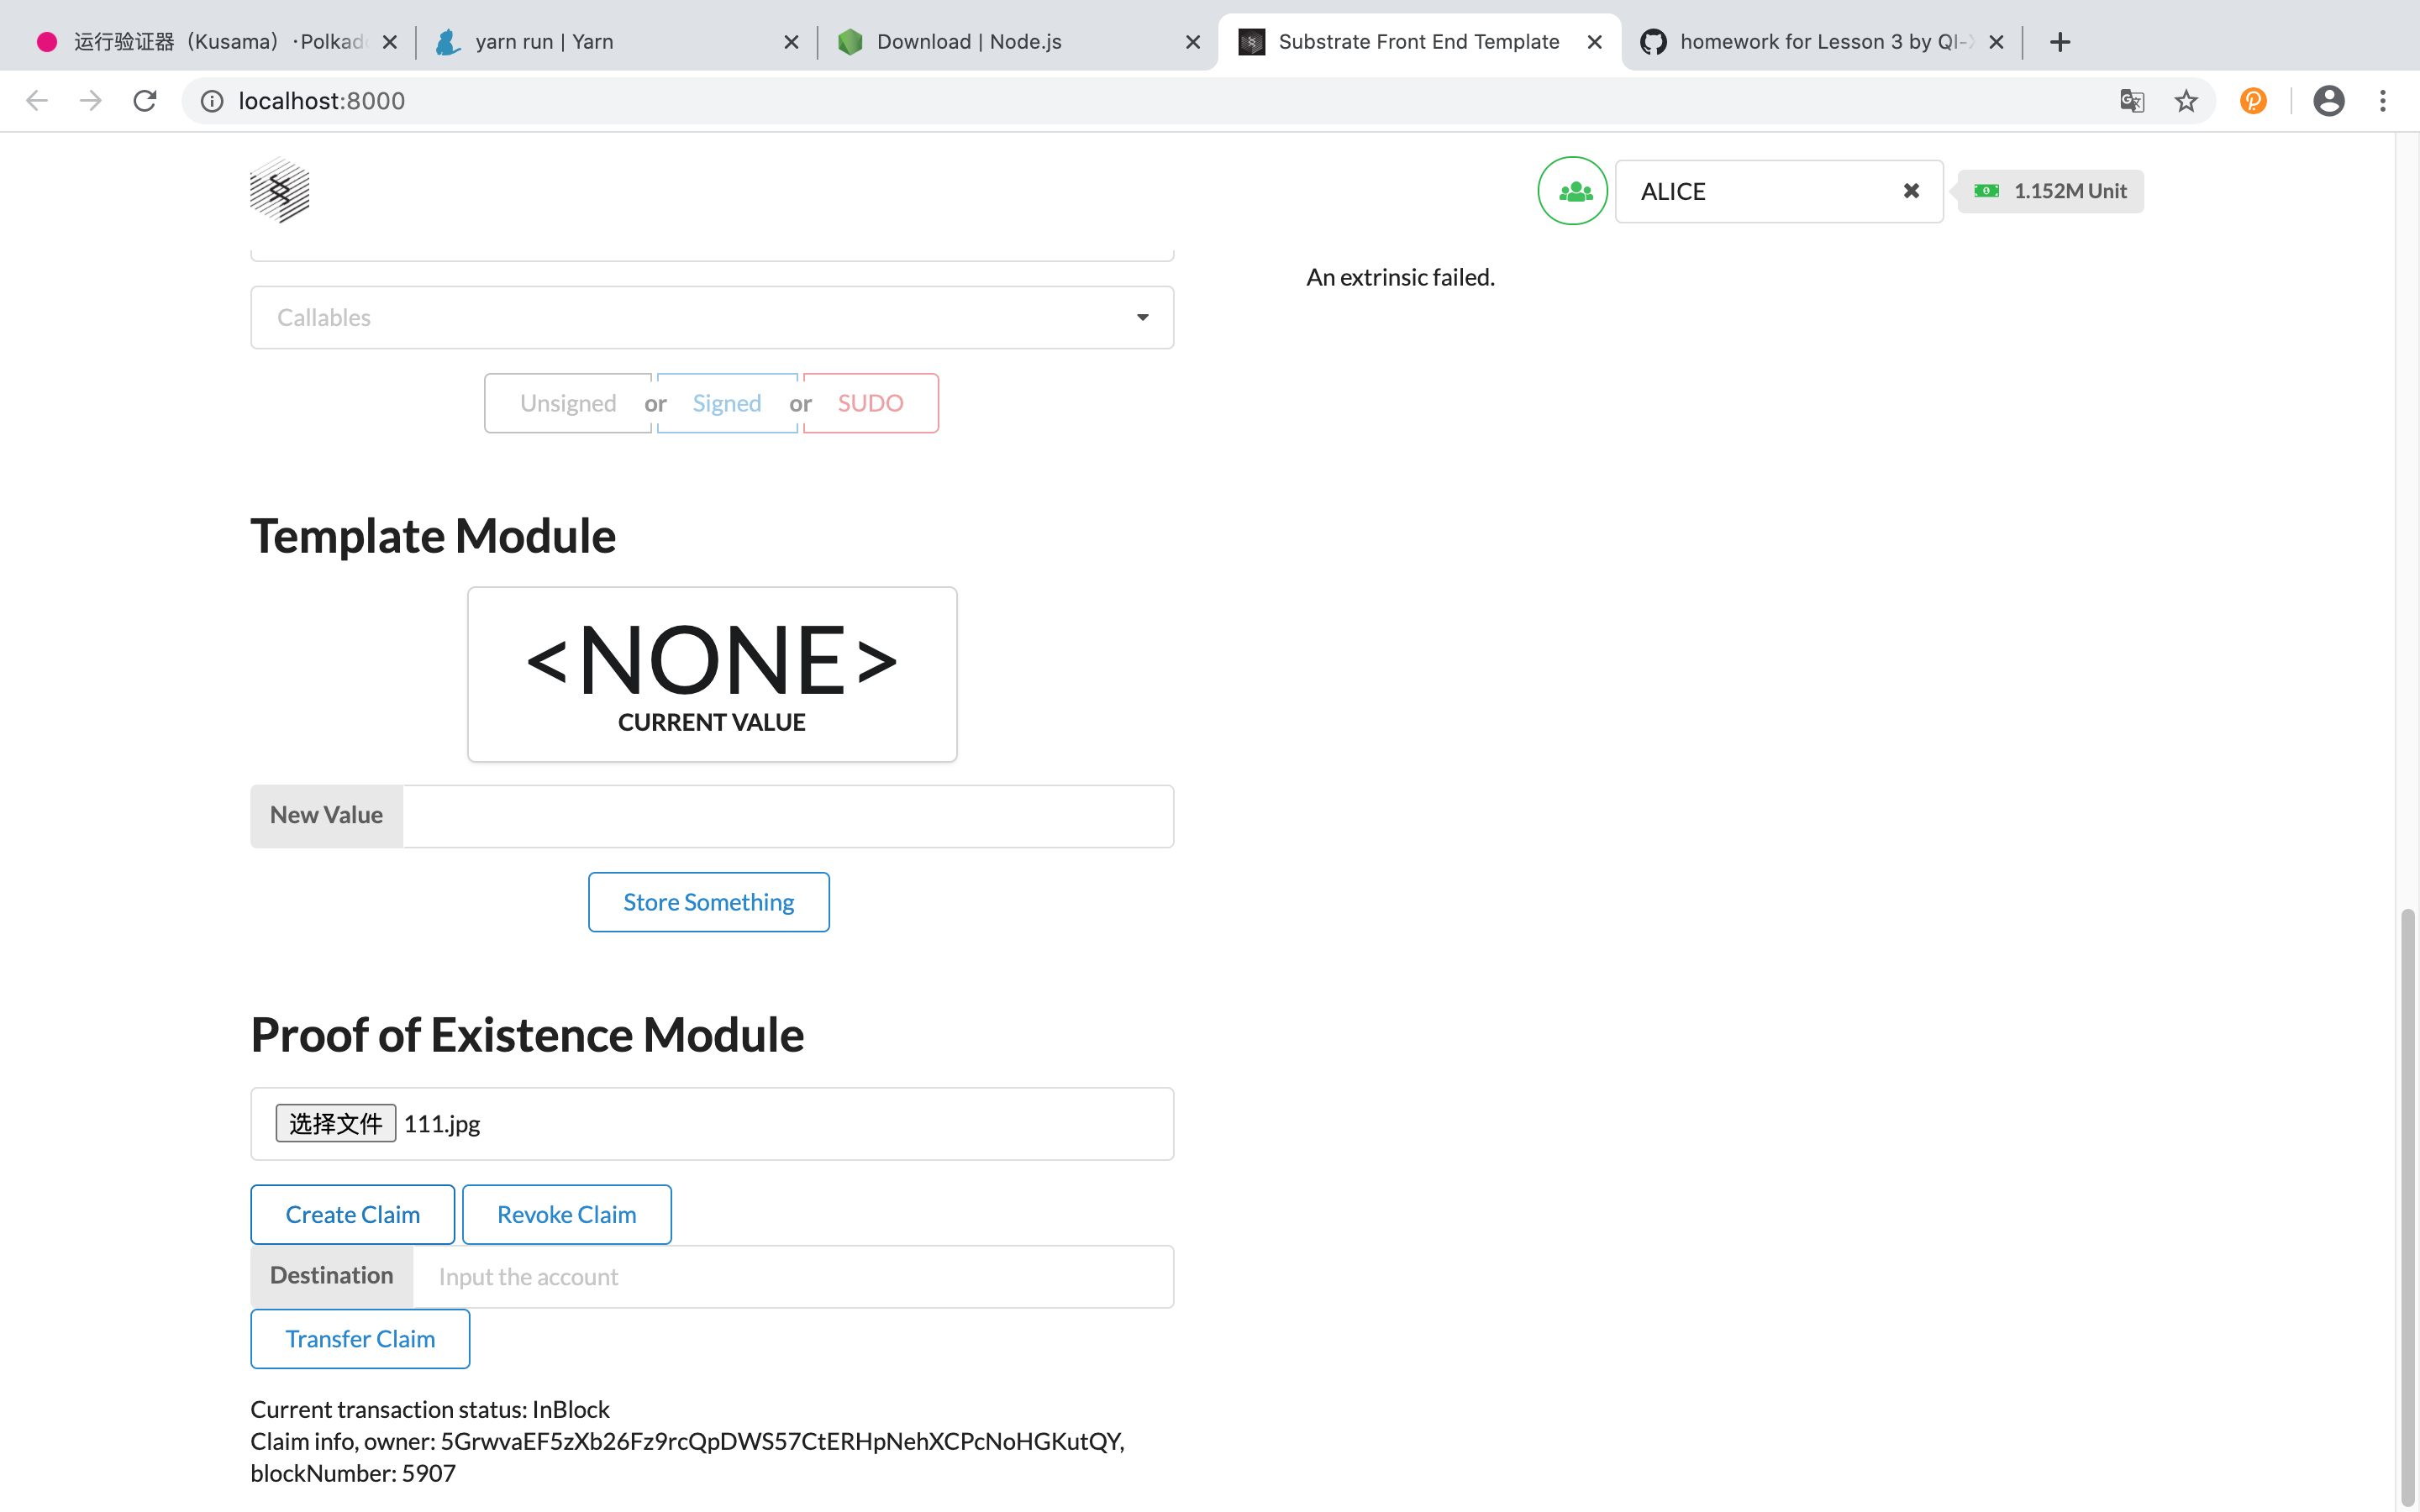 运行验证器（Kusama）·Polkad
yarn run | Yarn
Download | Node.js
Substrate Front End Template
homework for Lesson 3 by QI-
localhost:8000
ALICE
1.152M Unit
An extrinsic failed.
Callables
Unsigned or Signed or SUDO
Template Module
<NONE>
CURRENT VALUE
New Value
Store Something
Proof of Existence Module
选择文件 111.jpg
Create Claim Revoke Claim
Destination Input the account
Transfer Claim
Current transaction status: InBlock
Claim info, owner: 5GrwvaEF5zXb26Fz9rcQpDWS57CtERHpNehXCPcNoHGKutQY,
blockNumber: 5907